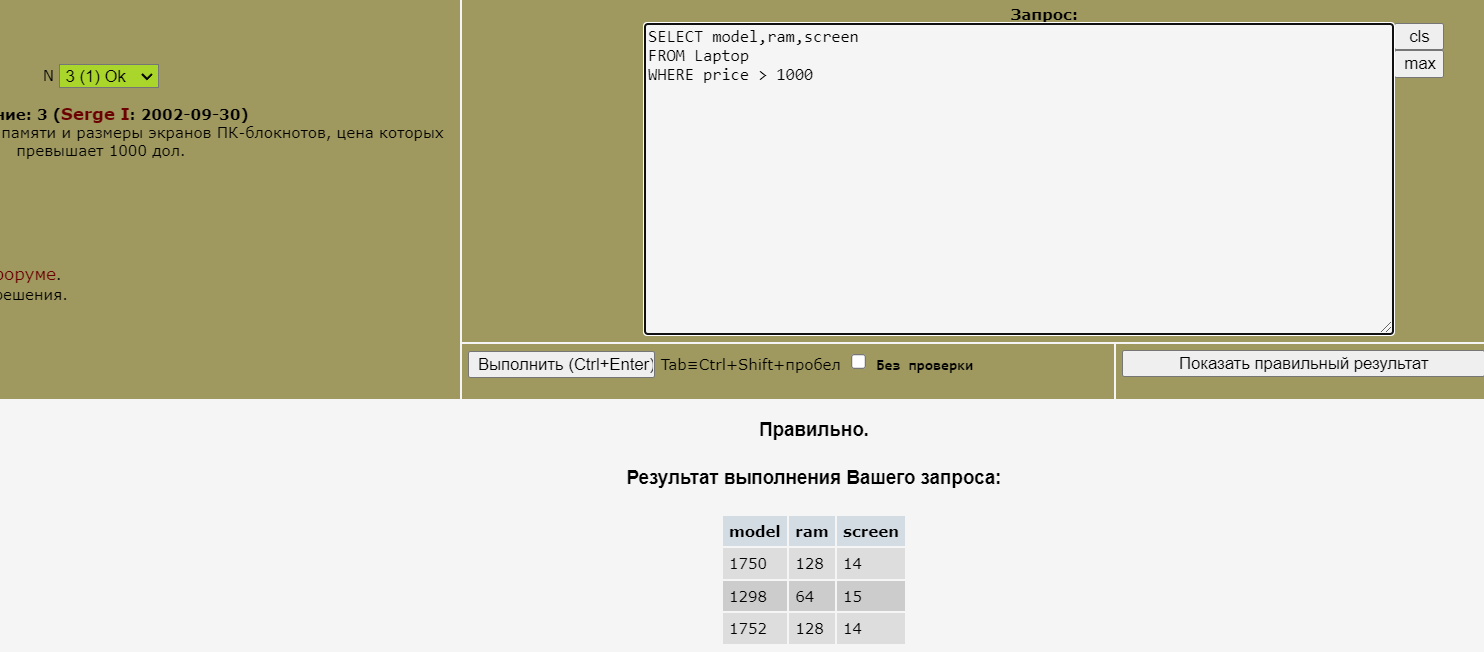 N 3 (1) Ok
ние: 3 (Serge I: 2002-09-30)
памяти и размеры экранов ПК-блокнотов, цена которых
превышает 1000 дол.
оруме.
решения.
Запрос:
SELECT model,ram,screen
FROM Laptop
WHERE price > 1000
cls
max
Выполнить (Ctrl+Enter) Tab≡Ctrl+Shift+пробел Без проверки
Показать правильный результат
Правильно.
Результат выполнения Вашего запроса:
model ram screen
1750 128 14
1298 64 15
1752 128 14